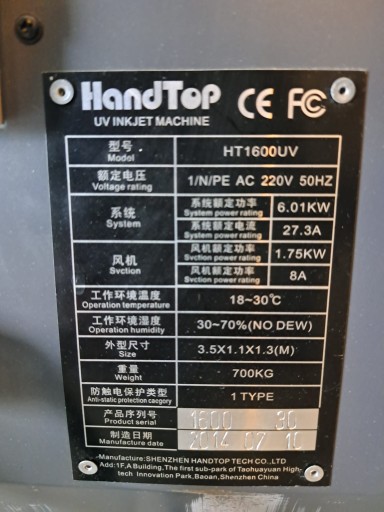 HandTop CE FC
UV INKJET MACHINE
型号 HT1600UV
Model
额定电压 1/N/PE AC 220V 50HZ
Voltage rating
系统 系统额定功率 6.01KW
System System power rating
系统额定电流 27.3A
System power rating
风机 风机额定功率 1.75KW
Svction Svction power rating
风机额定功率 8A
Svction power rating
工作环境温度 18~30℃
Operation temperature
工作环境湿度 30~70%(NO DEW)
Operation humidity
外型尺寸 3.5X1.1X1.3(M)
Size
重量 700KG
Weight
防触电保护类型 1 TYPE
Anti-static protection caogory
产品序列号 1600 30
Product serial
制造日期 2014 07 10
Manufacture date
Manufacture:SHENZHEN HANDTOP TECH CO.,LTD
Add:1F,A Building,The first sub-park of Taohuayuan High-
tech Innovation Park,Baoan,Shenzhen China